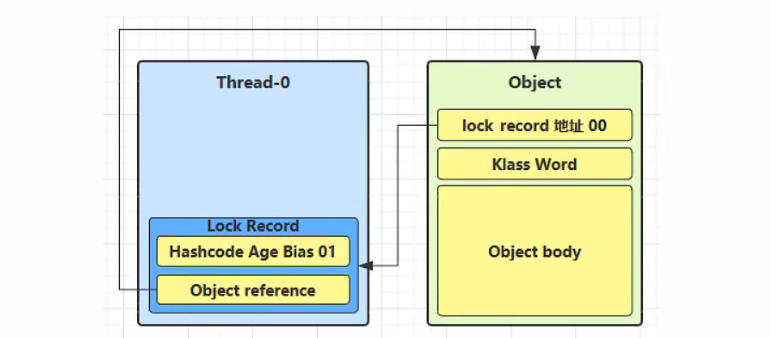 Thread-0
Lock Record
Hashcode Age Bias 01
Object reference
Object
lock record 地址 00
Klass Word
Object body